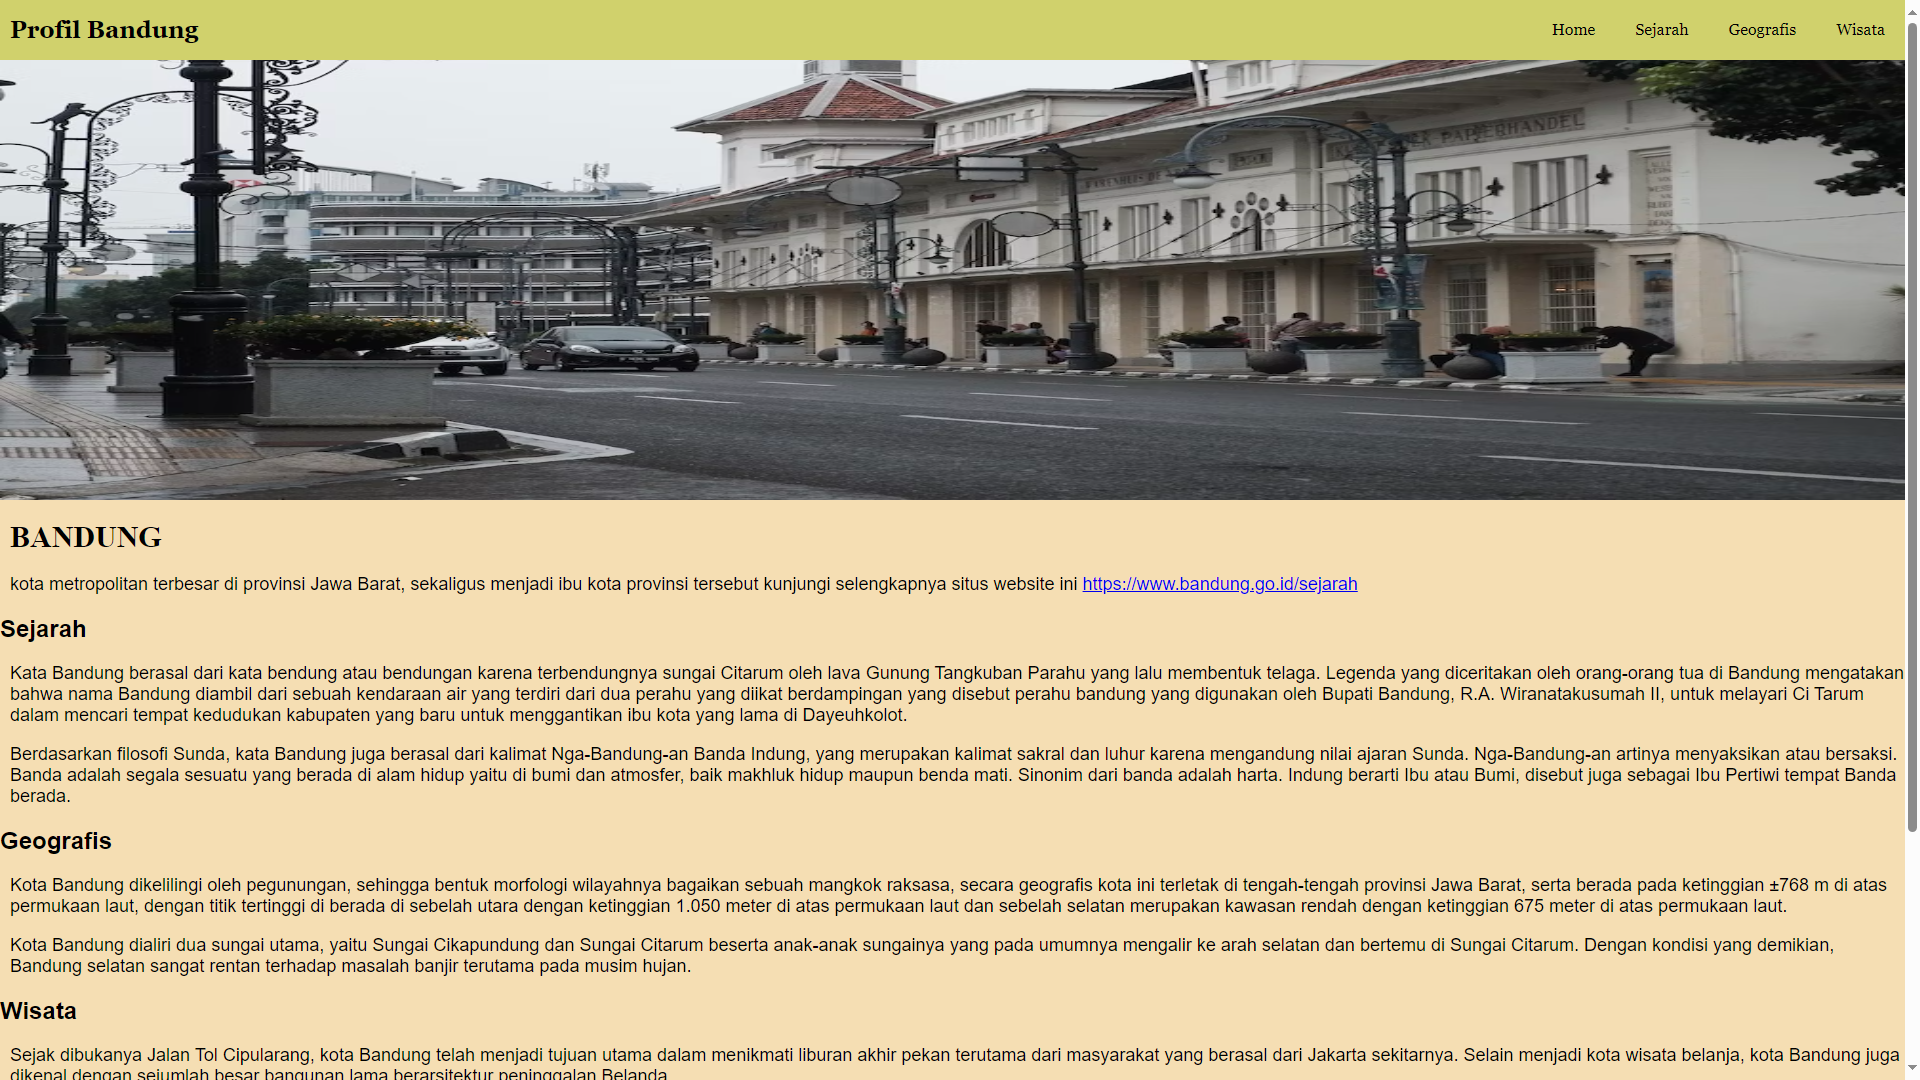 Profil Bandung
Home
Sejarah
Geografis
Wisata
PAPIERHANDEL
BANDUNG
kota metropolitan terbesar di provinsi Jawa Barat, sekaligus menjadi ibu kota provinsi tersebut kunjungi selengkapnya situs website ini https://www.bandung.go.id/sejarah
Sejarah
Kata Bandung berasal dari kata bendung atau bendungan karena terbendungnya sungai Citarum oleh lava Gunung Tangkuban Parahu yang lalu membentuk telaga. Legenda yang diceritakan oleh orang-orang tua di Bandung mengatakan
bahwa nama Bandung diambil dari sebuah kendaraan air yang terdiri dari dua perahu yang diikat berdampingan yang disebut perahu bandung yang digunakan oleh Bupati Bandung, R.A. Wiranatakusumah II, untuk melayari Ci Tarum
dalam mencari tempat kedudukan kabupaten yang baru untuk menggantikan ibu kota yang lama di Dayeuhkolot.
Berdasarkan filosofi Sunda, kata Bandung juga berasal dari kalimat Nga-Bandung-an Banda Indung, yang merupakan kalimat sakral dan luhur karena mengandung nilai ajaran Sunda. Nga-Bandung-an artinya menyaksikan atau bersaksi.
Banda adalah segala sesuatu yang berada di alam hidup yaitu di bumi dan atmosfer, baik makhluk hidup maupun benda mati. Sinonim dari banda adalah harta. Indung berarti Ibu atau Bumi, disebut juga sebagai Ibu Pertiwi tempat Banda
berada.
Geografis
Kota Bandung dikelilingi oleh pegunungan, sehingga bentuk morfologi wilayahnya bagaikan sebuah mangkok raksasa, secara geografis kota ini terletak di tengah-tengah provinsi Jawa Barat, serta berada pada ketinggian ±768 m di atas
permukaan laut, dengan titik tertinggi di berada di sebelah utara dengan ketinggian 1.050 meter di atas permukaan laut dan sebelah selatan merupakan kawasan rendah dengan ketinggian 675 meter di atas permukaan laut.
Kota Bandung dialiri dua sungai utama, yaitu Sungai Cikapundung dan Sungai Citarum beserta anak-anak sungainya yang pada umumnya mengalir ke arah selatan dan bertemu di Sungai Citarum. Dengan kondisi yang demikian,
Bandung selatan sangat rentan terhadap masalah banjir terutama pada musim hujan.
Wisata
Sejak dibukanya Jalan Tol Cipularang, kota Bandung telah menjadi tujuan utama dalam menikmati liburan akhir pekan terutama dari masyarakat yang berasal dari Jakarta sekitarnya. Selain menjadi kota wisata belanja, kota Bandung juga
dikenal dengan sejumlah besar bangunan lama berarsitektur peninggalan Belanda.